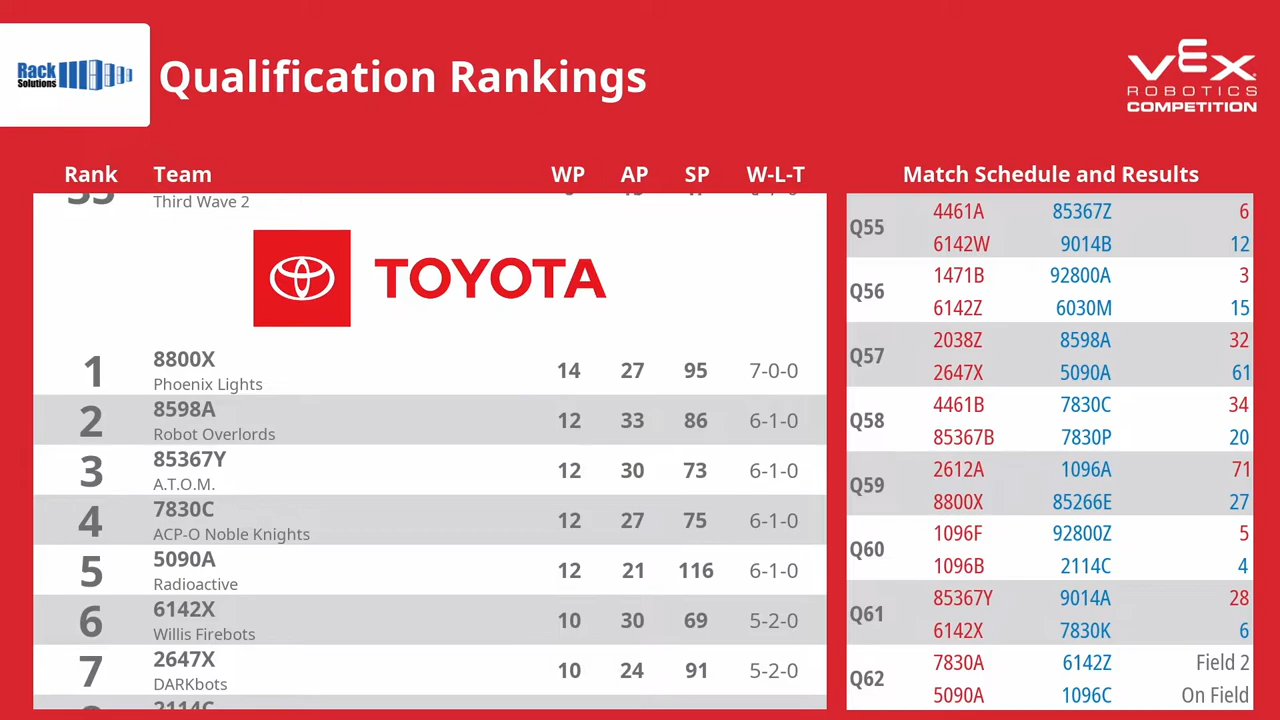 Rack
Solutions
Qualification Rankings
VEX
ROBOTICS
COMPETITION
Rank Team WP AP SP W-L-T
Third Wave 2
TOYOTA
1 8800X Phoenix Lights 14 27 95 7-0-0
2 8598A Robot Overlords 12 33 86 6-1-0
3 85367Y A.T.O.M. 12 30 73 6-1-0
4 7830C ACP-O Noble Knights 12 27 75 6-1-0
5 5090A Radioactive 12 21 116 6-1-0
6 6142X Willis Firebots 10 30 69 5-2-0
7 2647X DARKbots 10 24 91 5-2-0
2114C
Match Schedule and Results
Q55 4461A 85367Z 6
6142W 9014B 12
Q56 1471B 92800A 3
6142Z 6030M 15
Q57 2038Z 8598A 32
2647X 5090A 61
Q58 4461B 7830C 34
85367B 7830P 20
Q59 2612A 1096A 71
8800X 85266E 27
Q60 1096F 92800Z 5
1096B 2114C 4
Q61 85367Y 9014A 28
6142X 7830K 6
Q62 7830A 6142Z Field 2
5090A 1096C On Field